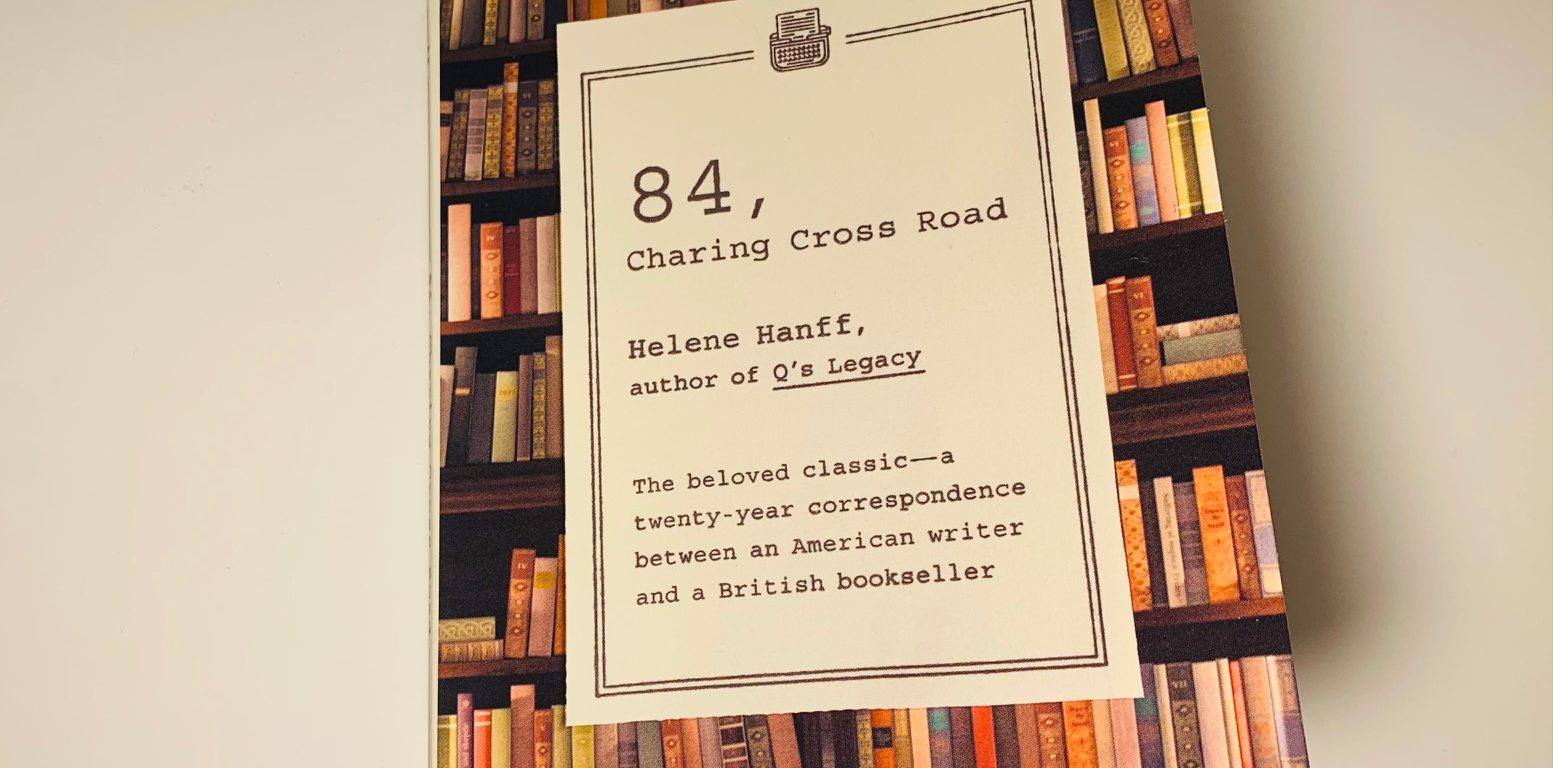 84,
Charing Cross Road
Helene Hanff,
author of Q's Legacy
The beloved classic—a
twenty-year correspondence
between an American writer
and a British bookseller